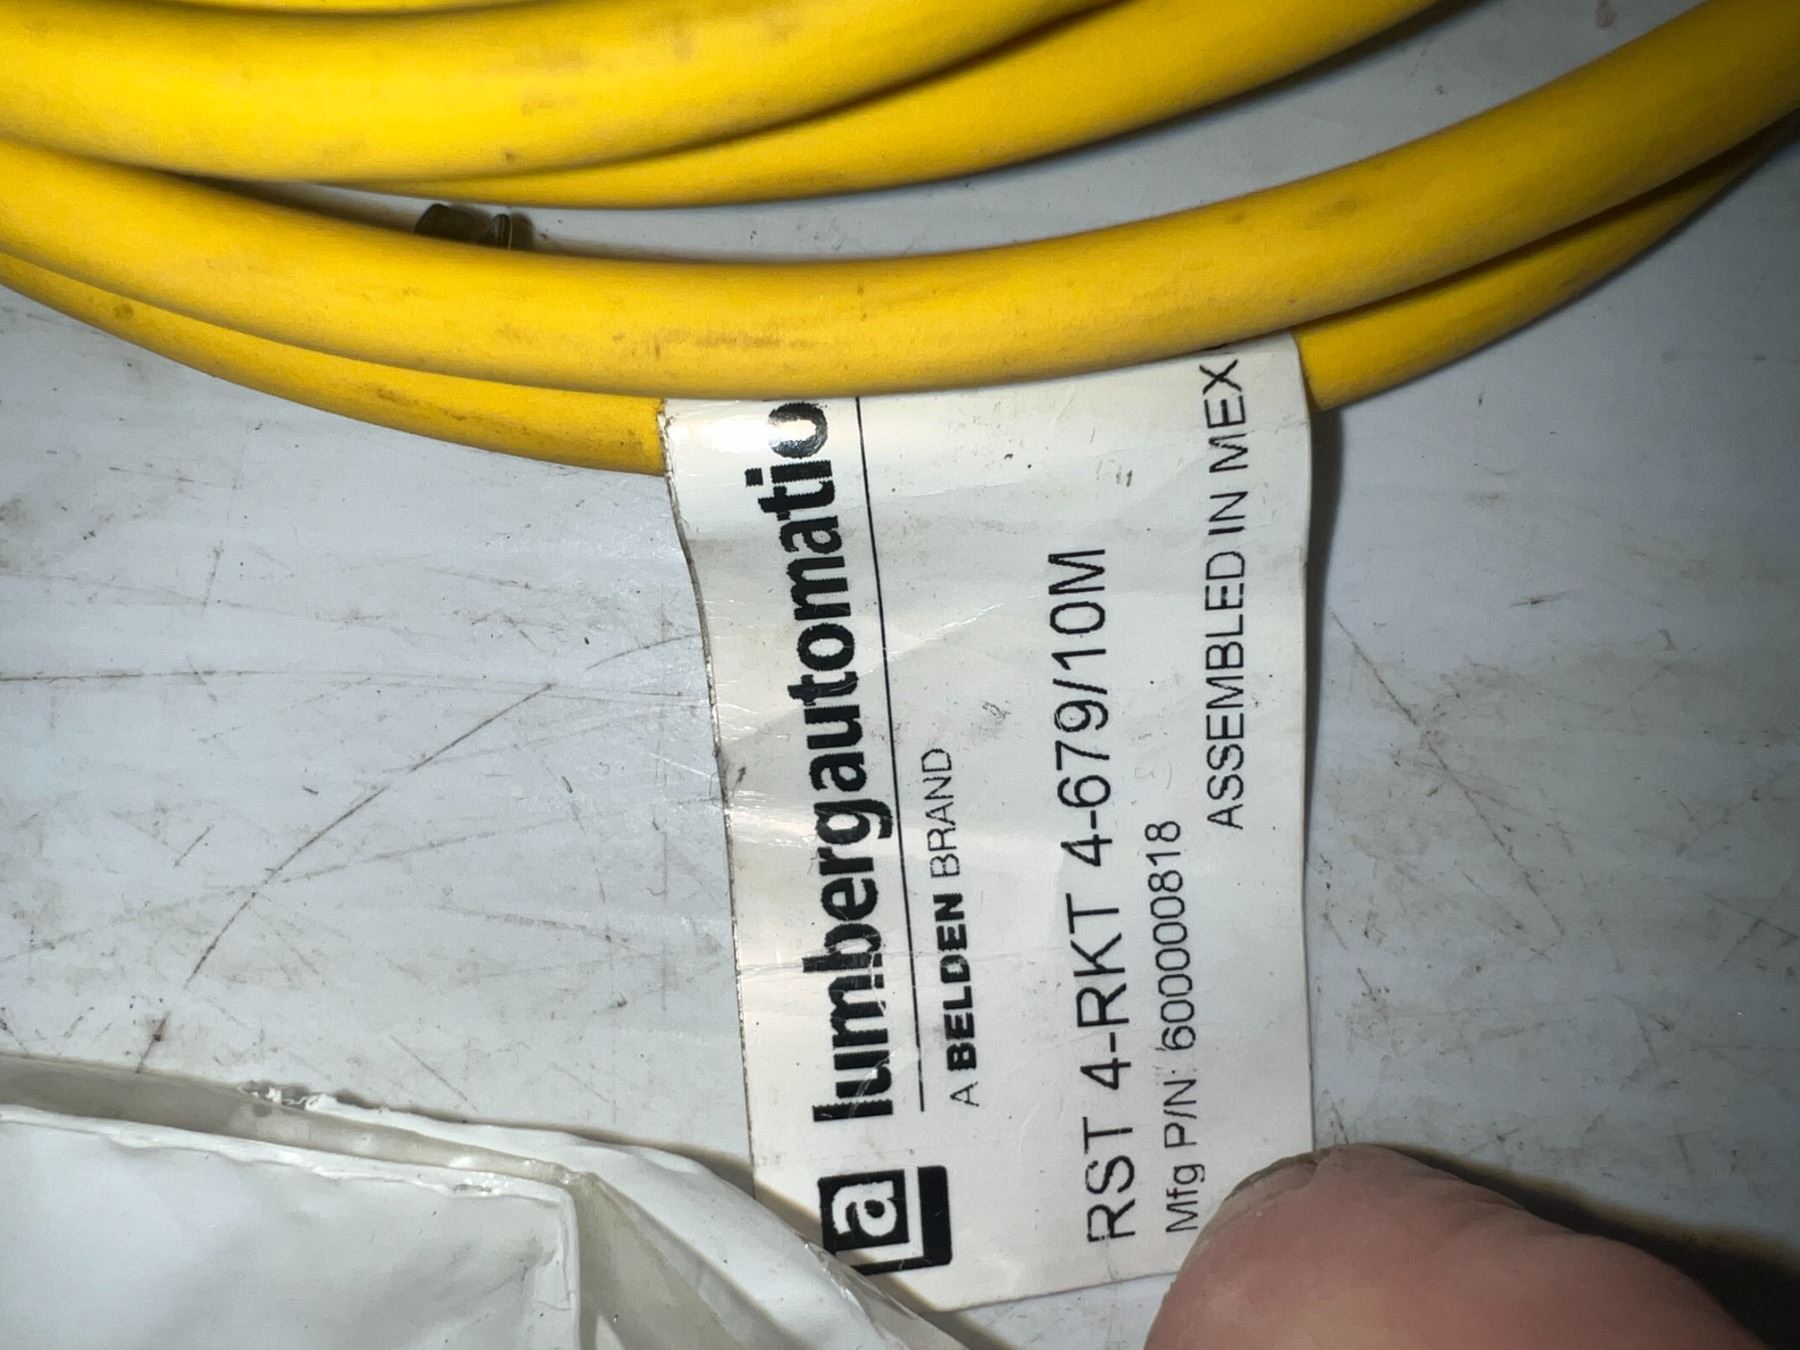 a lumbergautomatio
A BELDEN BRAND
RST 4-RKT 4-679/10M
Mfg P/N: 600000818
ASSEMBLED IN MEX